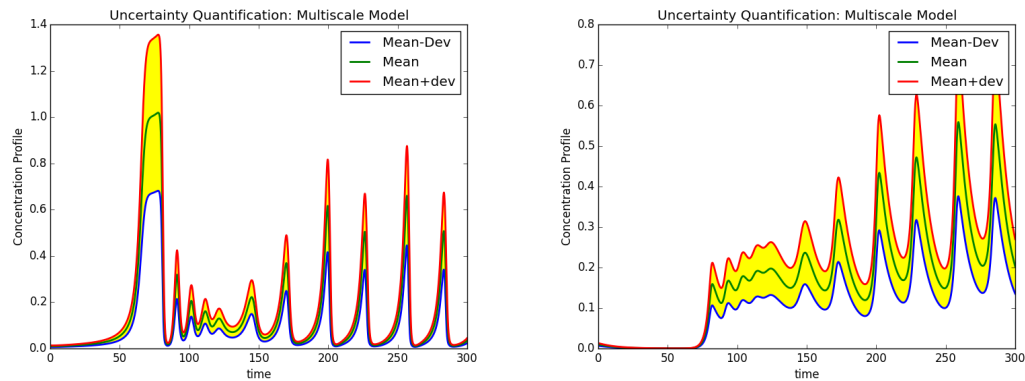 Uncertainty Quantification: Multiscale Model
1.4
1.2
1.0
0.8
0.6
0.4
0.2
0.0
Concentration Profile
Mean-Dev
Mean
Mean+dev
0
50
100
150
200
250
300
time
Uncertainty Quantification: Multiscale Model
0.8
0.7
0.6
0.5
0.4
0.3
0.2
0.1
0.0
Concentration Profile
Mean-Dev
Mean
Mean+dev
0
50
100
150
200
250
300
time